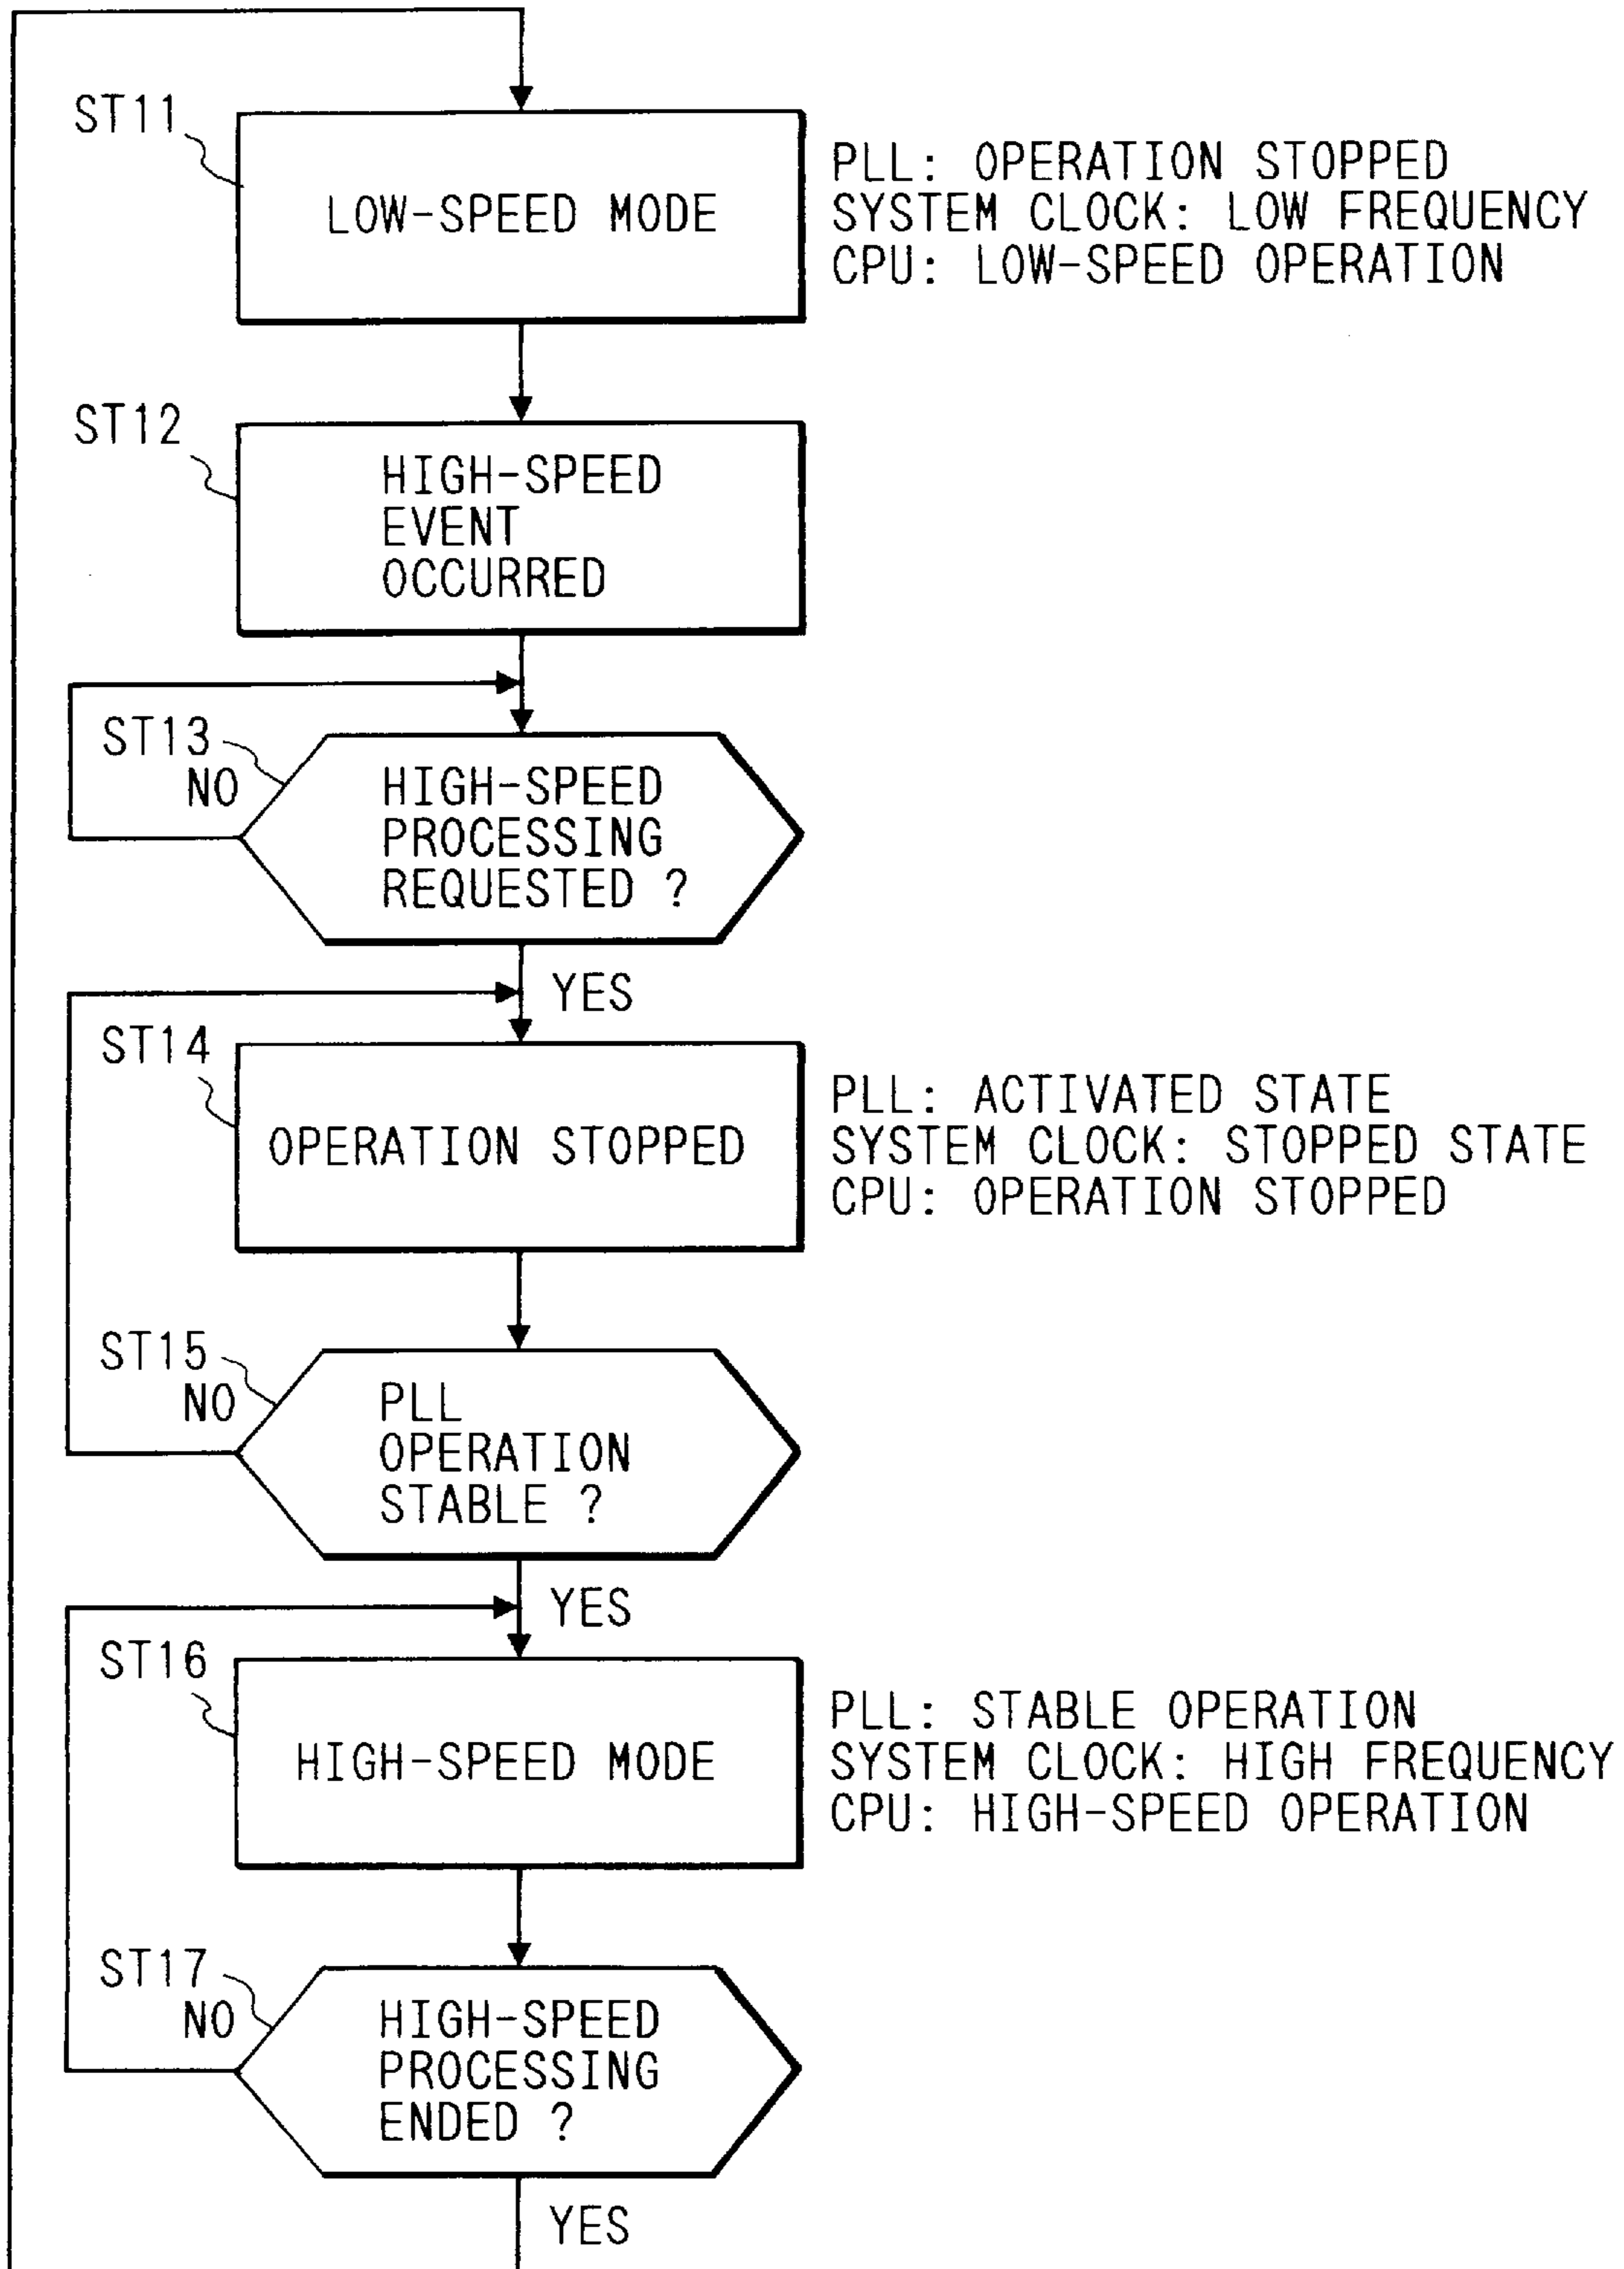 ST11
LOW-SPEED MODE
PLL: OPERATION STOPPED
SYSTEM CLOCK: LOW FREQUENCY
CPU: LOW-SPEED OPERATION
ST12
HIGH-SPEED
EVENT
OCCURRED
ST13
NO
HIGH-SPEED
PROCESSING
REQUESTED ?
YES
ST14
OPERATION STOPPED
PLL: ACTIVATED STATE
SYSTEM CLOCK: STOPPED STATE
CPU: OPERATION STOPPED
ST15
NO
PLL
OPERATION
STABLE ?
YES
ST16
HIGH-SPEED MODE
PLL: STABLE OPERATION
SYSTEM CLOCK: HIGH FREQUENCY
CPU: HIGH-SPEED OPERATION
ST17
NO
HIGH-SPEED
PROCESSING
ENDED ?
YES